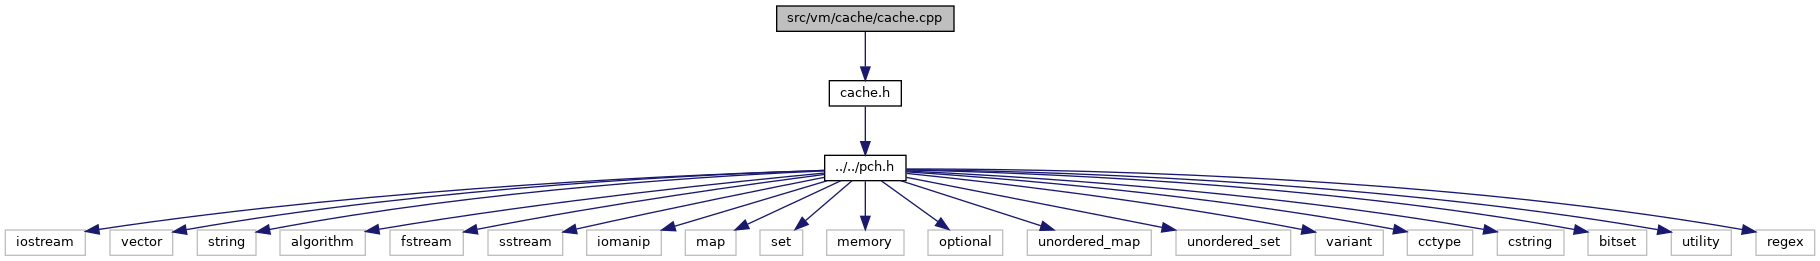 src/vm/cache/cache.cpp
cache.h
../../pch.h
iostream
vector
string
algorithm
fstream
sstream
iomanip
map
set
memory
optional
unordered_map
unordered_set
variant
cctype
cstring
bitset
utility
regex